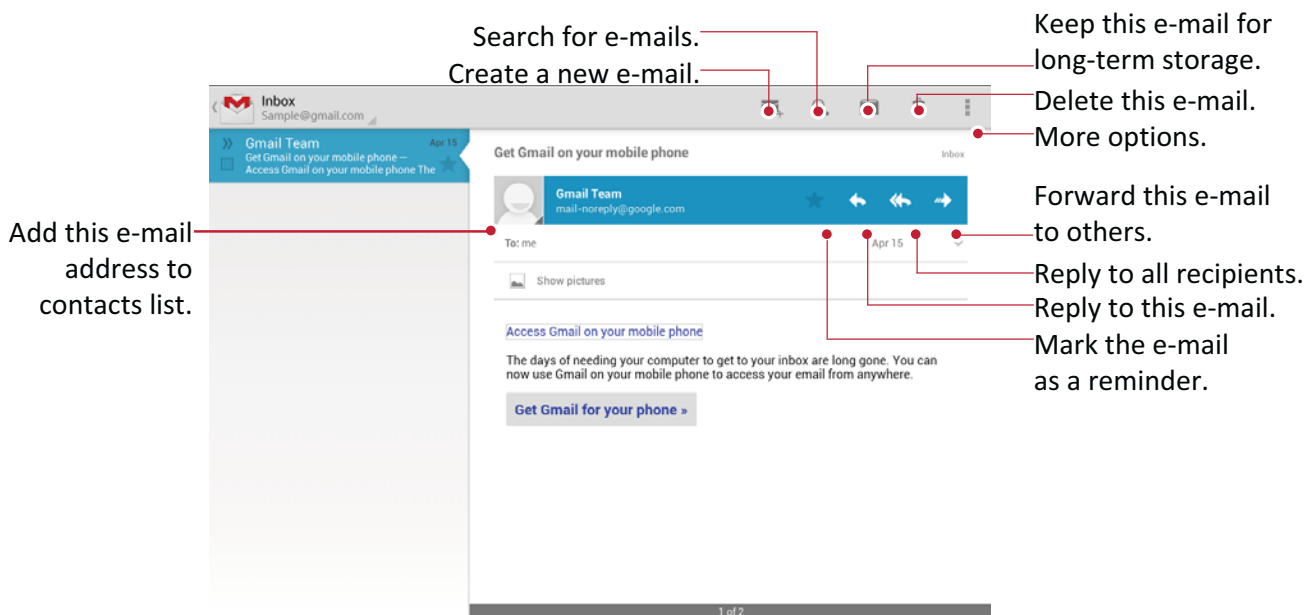 Search for e-mails.
Create a new e-mail.
Keep this e-mail for
long-term storage.
Delete this e-mail.
More options.
Inbox
Sample@gmail.com
Gmail Team
Apr 15
Get Gmail on your mobile phone –
Access Gmail on your mobile phone The
Get Gmail on your mobile phone
Inbox
Gmail Team
mail-noreply@google.com
To: me
Apr 15
Show pictures
Access Gmail on your mobile phone
The days of needing your computer to get to your inbox are long gone. You can
now use Gmail on your mobile phone to access your email from anywhere.
Get Gmail for your phone »
1 of 2
Add this e-mail
address to
contacts list.
Forward this e-mail
to others.
Reply to all recipients.
Reply to this e-mail.
Mark the e-mail
as a reminder.